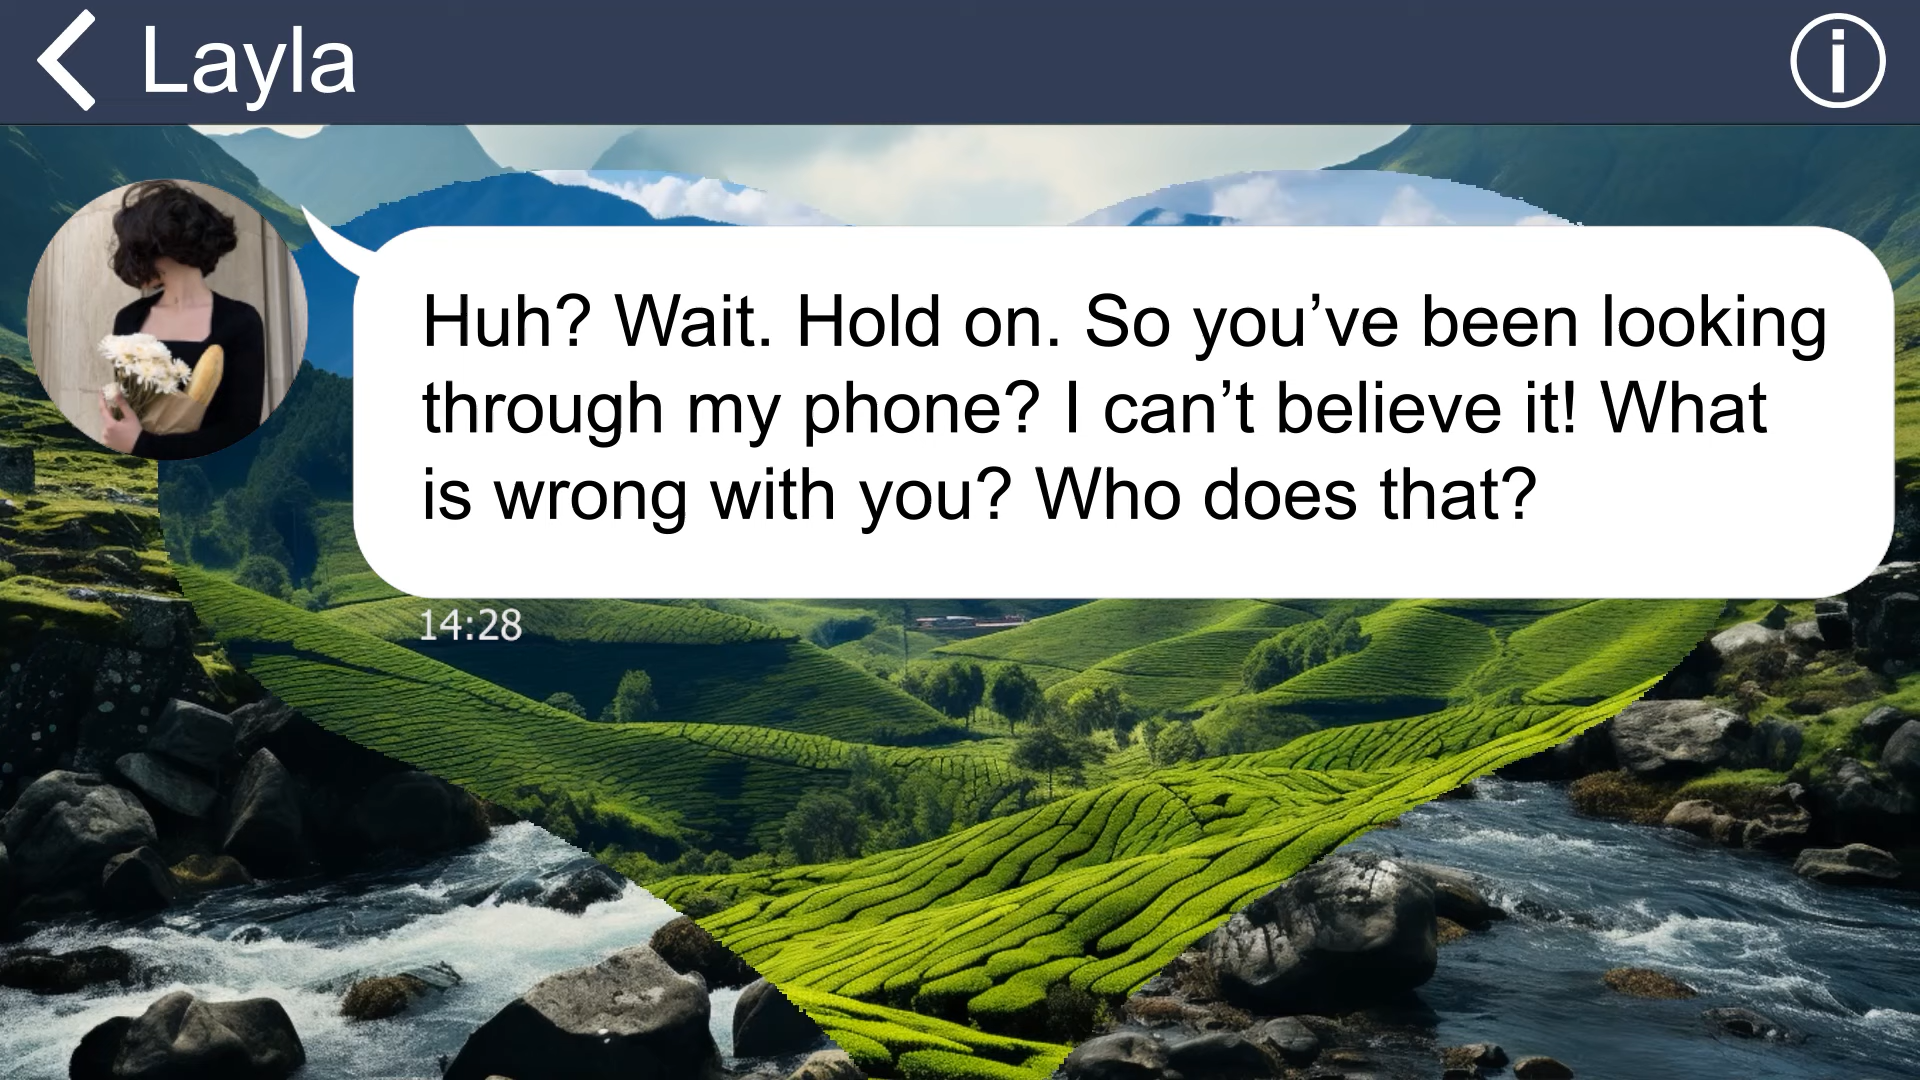 Layla
Huh? Wait. Hold on. So you’ve been looking
through my phone? I can’t believe it! What
is wrong with you? Who does that?
14:28